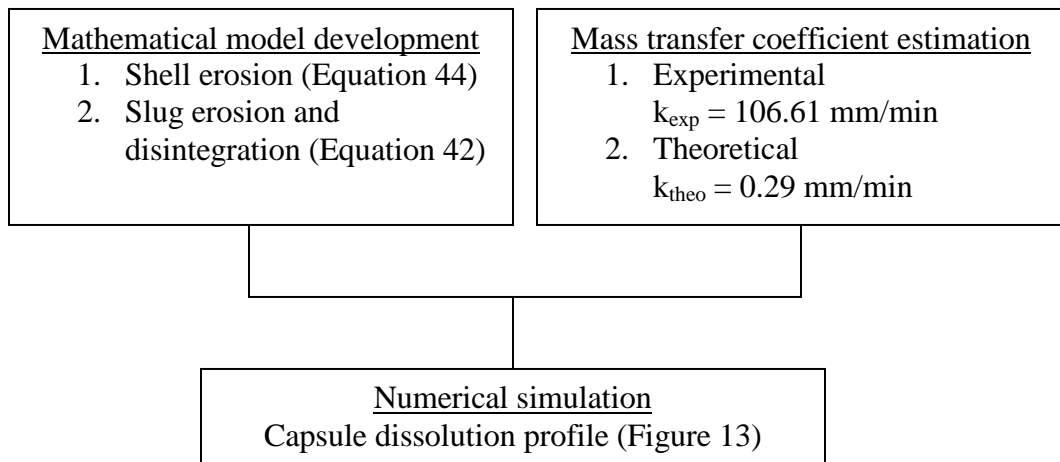 Mathematical model development
1. Shell erosion (Equation 44)
2. Slug erosion and
disintegration (Equation 42)
Mass transfer coefficient estimation
1. Experimental
kexp = 106.61 mm/min
2. Theoretical
ktheo = 0.29 mm/min
Numerical simulation
Capsule dissolution profile (Figure 13)